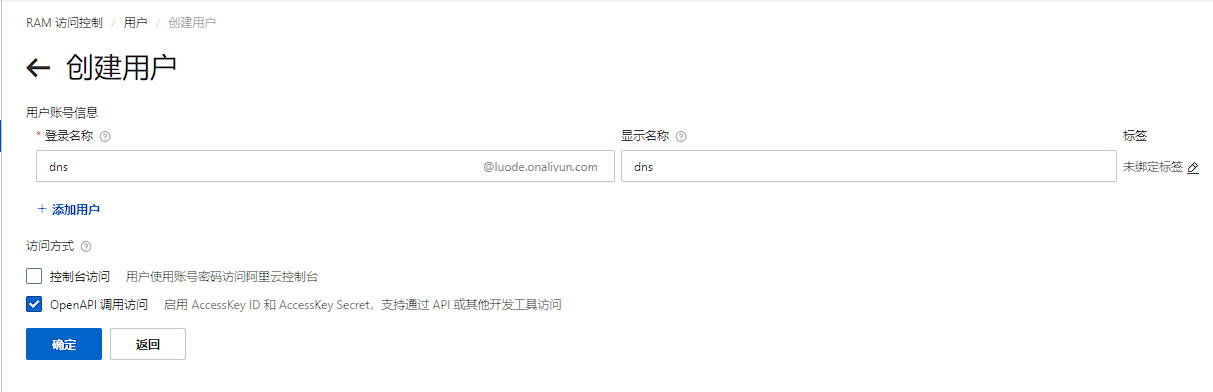 RAM 访问控制 / 用户 / 创建用户
← 创建用户
用户账号信息
* 登录名称 显示名称 标签
dns @luode.onaliyun.com dns 未绑定标签
+ 添加用户
访问方式
控制台访问 用户使用账号密码访问阿里云控制台
OpenAPI 调用访问 启用 AccessKey ID 和 AccessKey Secret，支持通过 API 或其他开发工具访问
确定 返回